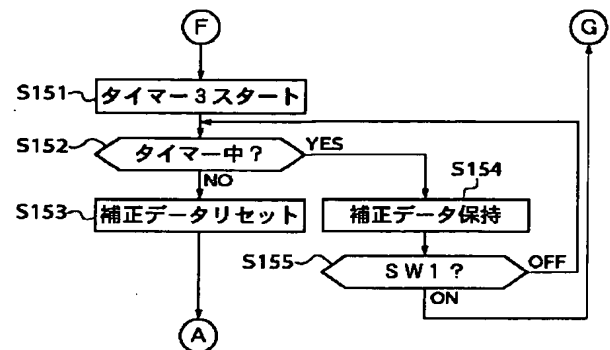 F
G
S151
タイマー3スタート
S152
タイマー中?
YES
NO
S154
S153
補正データリセット
補正データ保持
S155
SW1?
OFF
ON
A